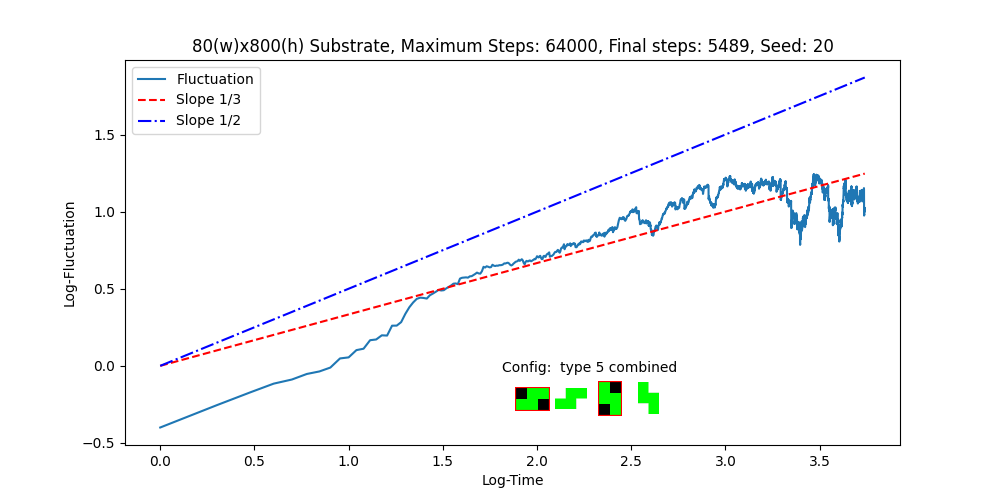 80(w)x800(h) Substrate, Maximum Steps: 64000, Final steps: 5489, Seed: 20
Fluctuation
Slope 1/3
Slope 1/2
1.5
1.0
0.5
0.0
−0.5
Log-Fluctuation
Config:  type 5 combined
0.0 0.5 1.0 1.5 2.0 2.5 3.0 3.5
Log-Time